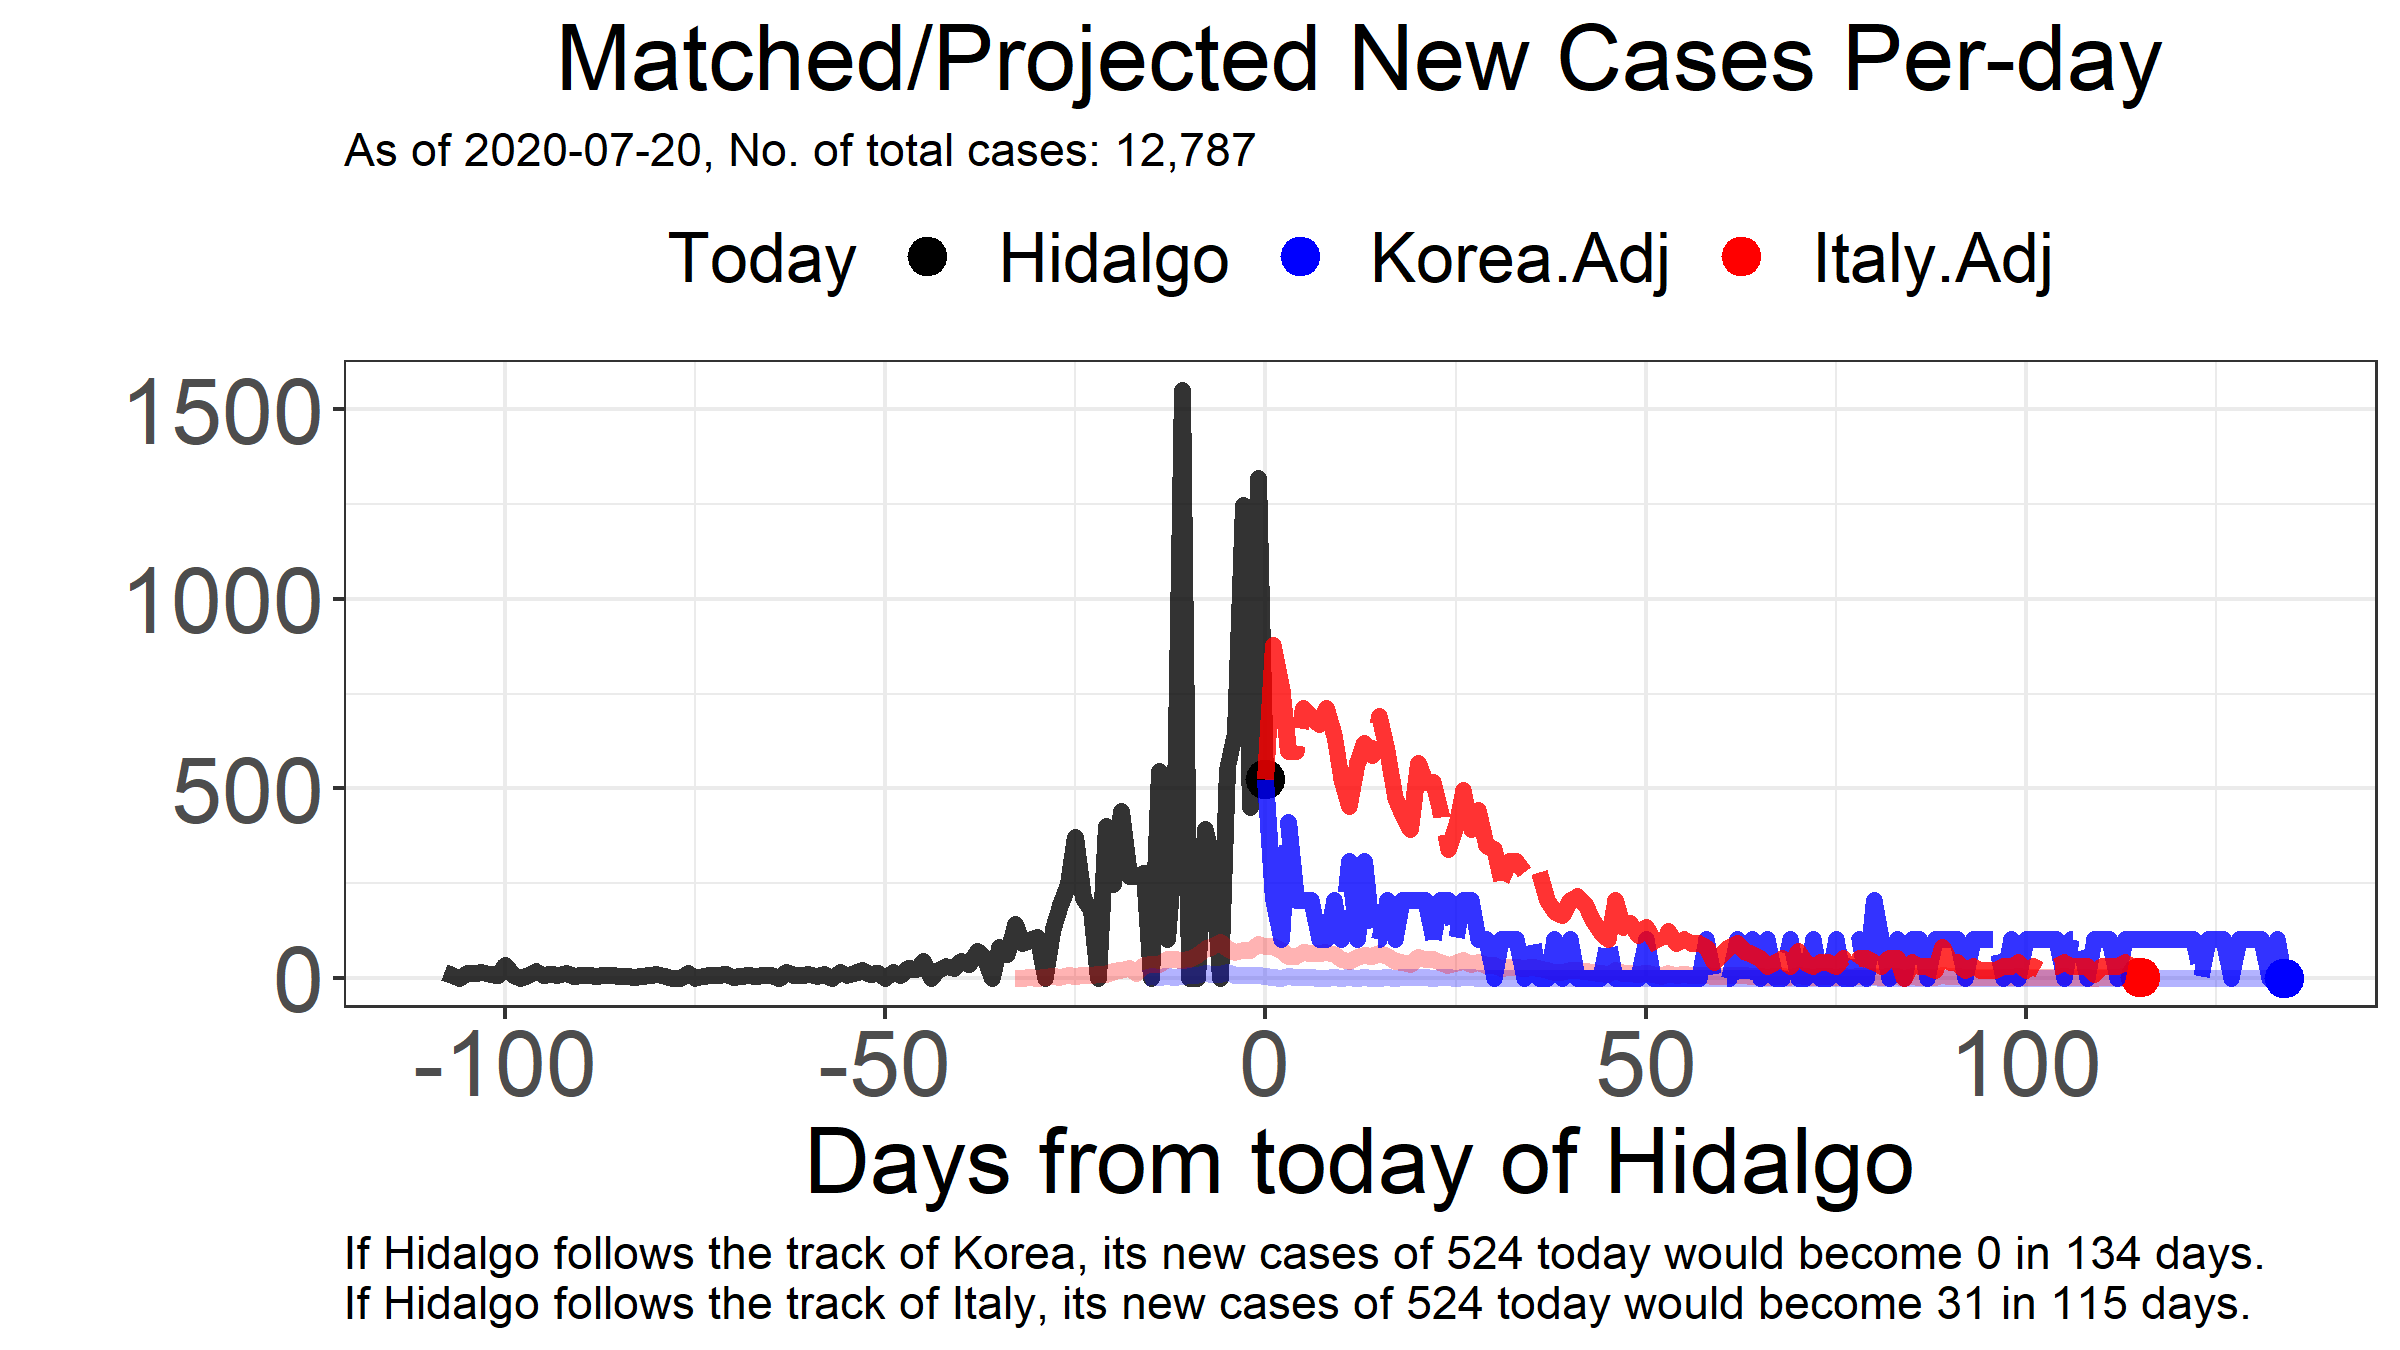 Matched/Projected New Cases Per-day
As of 2020-07-20, No. of total cases: 12,787
Today Hidalgo Korea.Adj Italy.Adj
1500
1000
500
0
-100 -50 0 50 100
Days from today of Hidalgo
If Hidalgo follows the track of Korea, its new cases of 524 today would become 0 in 134 days.
If Hidalgo follows the track of Italy, its new cases of 524 today would become 31 in 115 days.